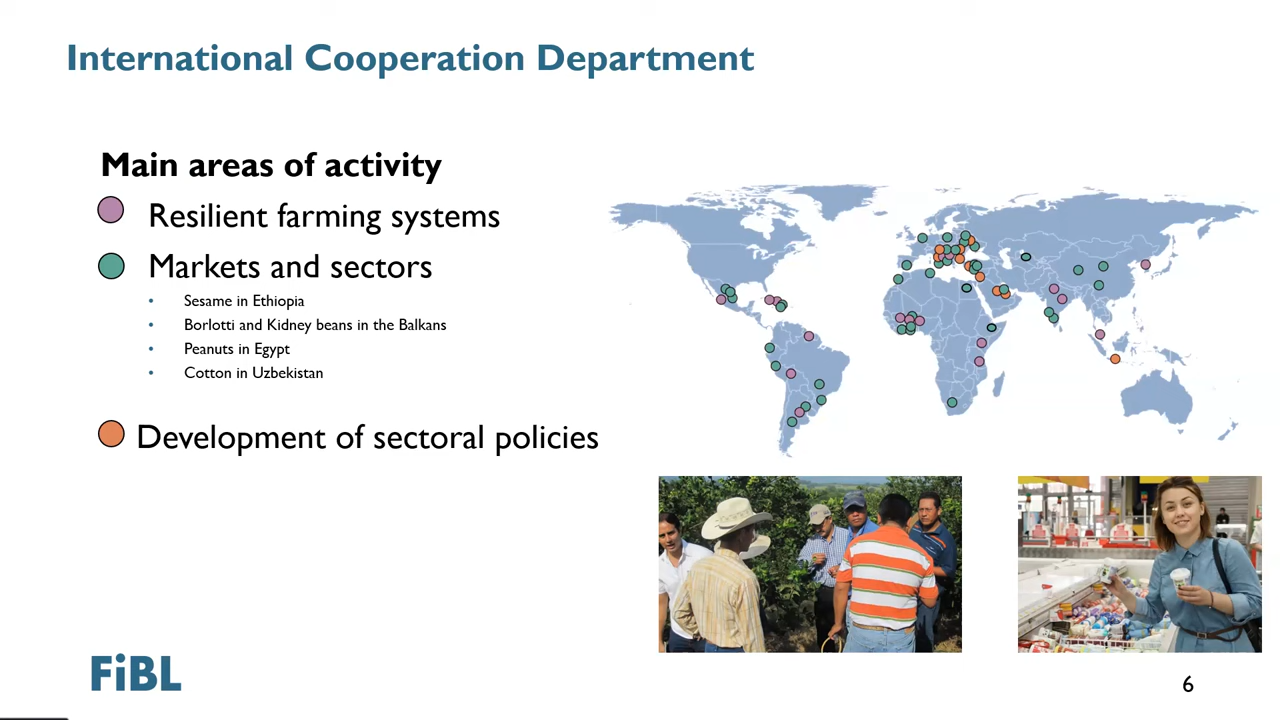 International Cooperation Department
Main areas of activity
Resilient farming systems
Markets and sectors
• Sesame in Ethiopia
• Borlotti and Kidney beans in the Balkans
• Peanuts in Egypt
• Cotton in Uzbekistan
Development of sectoral policies
FiBL
6